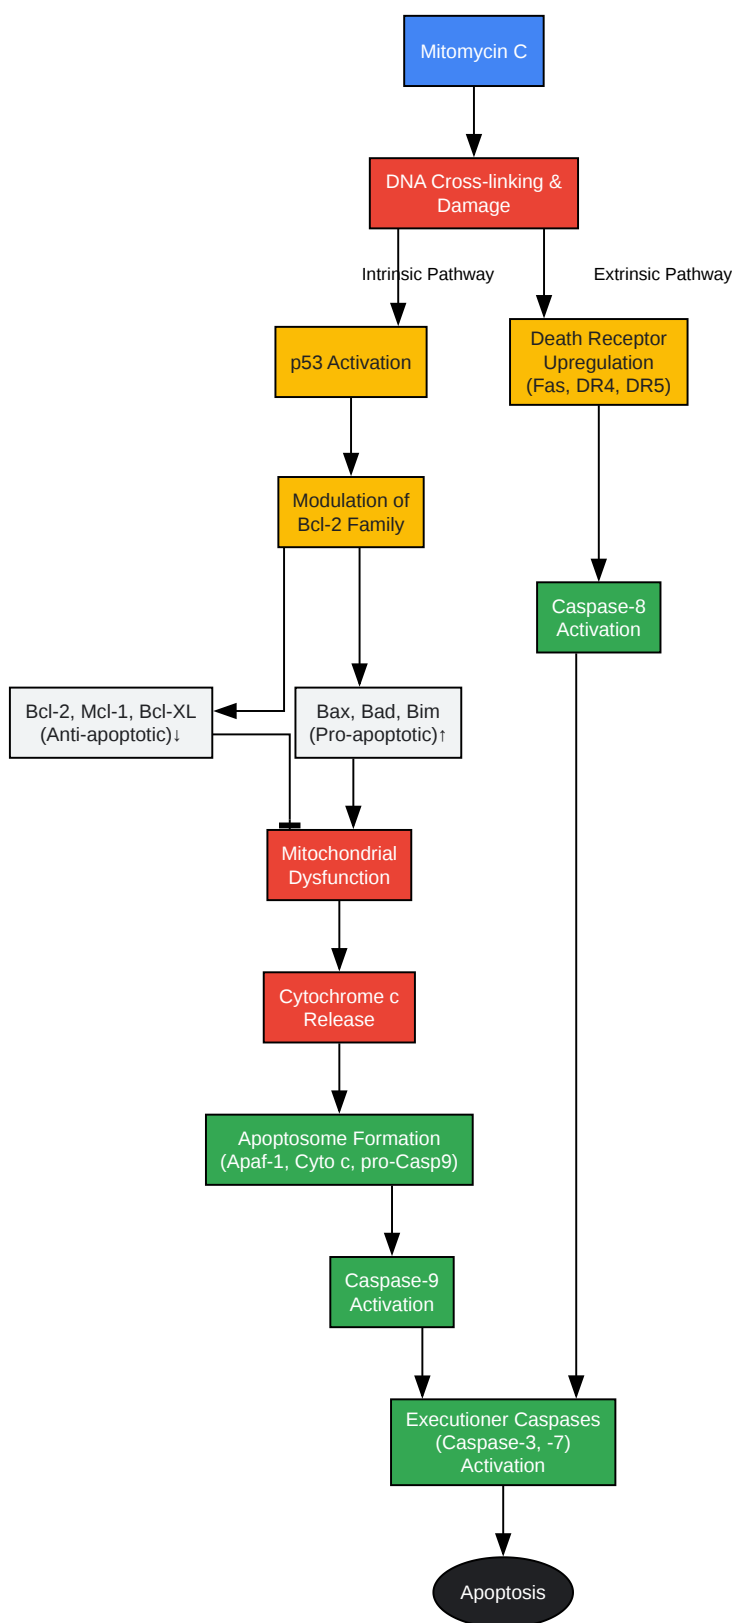 Mitomycin C
DNA Cross-linking &
Damage
Intrinsic Pathway
Extrinsic Pathway
p53 Activation
Death Receptor
Upregulation
(Fas, DR4, DR5)
Modulation of
Bcl-2 Family
Caspase-8
Activation
Bcl-2, Mcl-1, Bcl-XL
(Anti-apoptotic)↓
Bax, Bad, Bim
(Pro-apoptotic)↑
Mitochondrial
Dysfunction
Cytochrome c
Release
Apoptosome Formation
(Apaf-1, Cyto c, pro-Casp9)
Caspase-9
Activation
Executioner Caspases
(Caspase-3, -7)
Activation
Apoptosis